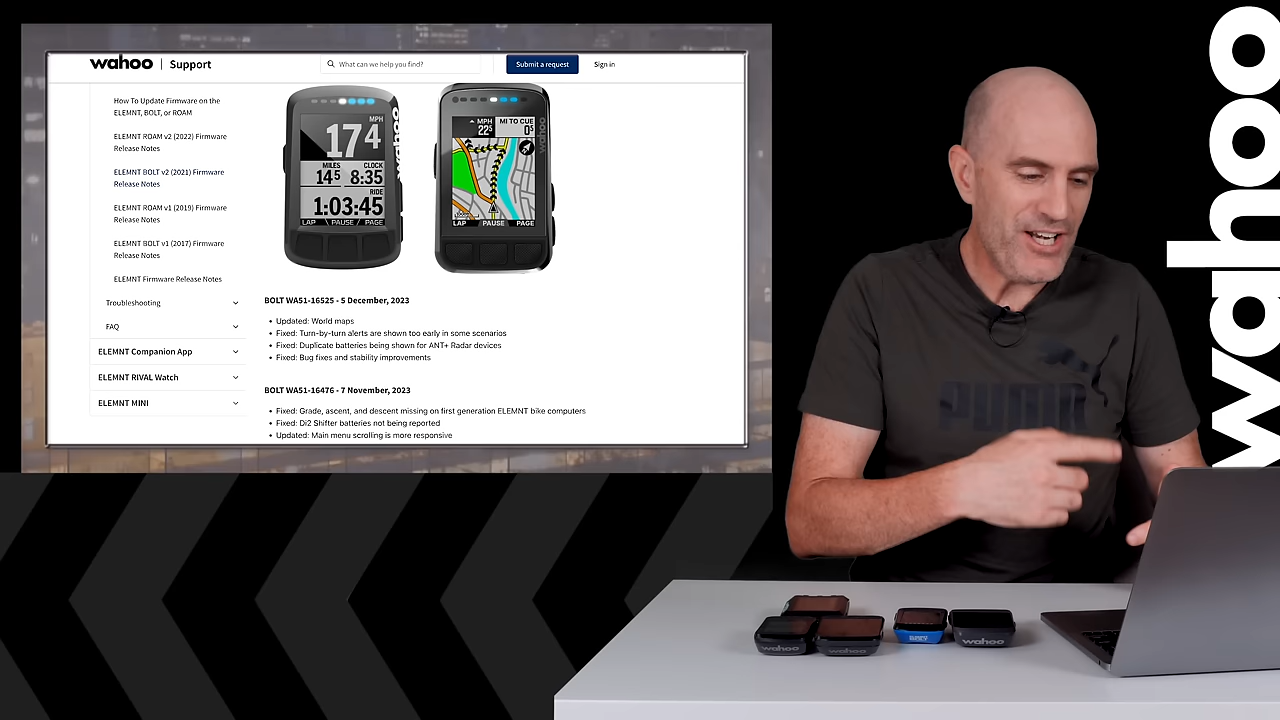 wahoo | Support
What can we help you find?
Submit a request
Sign in
How To Update Firmware on the
ELEMNT, BOLT, or ROAM
ELEMNT ROAM v2 (2022) Firmware
Release Notes
ELEMNT BOLT v2 (2021) Firmware
Release Notes
ELEMNT ROAM v1 (2019) Firmware
Release Notes
ELEMNT BOLT v1 (2017) Firmware
Release Notes
ELEMNT Firmware Release Notes
Troubleshooting
FAQ
ELEMNT Companion App
ELEMNT RIVAL Watch
ELEMNT MINI
MPH
174
MILES CLOCK
145 8:35
RIDE
1:03:45
LAP PAUSE PAGE
wahoo
MPH MI TO CUE
225 05
LAP PAUSE PAGE
wahoo
BOLT WA51-16525 - 5 December, 2023
• Updated: World maps
• Fixed: Turn-by-turn alerts are shown too early in some scenarios
• Fixed: Duplicate batteries being shown for ANT+ Radar devices
• Fixed: Bug fixes and stability improvements
BOLT WA51-16476 - 7 November, 2023
• Fixed: Grade, ascent, and descent missing on first generation ELEMNT bike computers
• Fixed: Di2 Shifter batteries not being reported
• Updated: Main menu scrolling is more responsive
wahoo
PUMA
wahoo
wahoo
wahoo